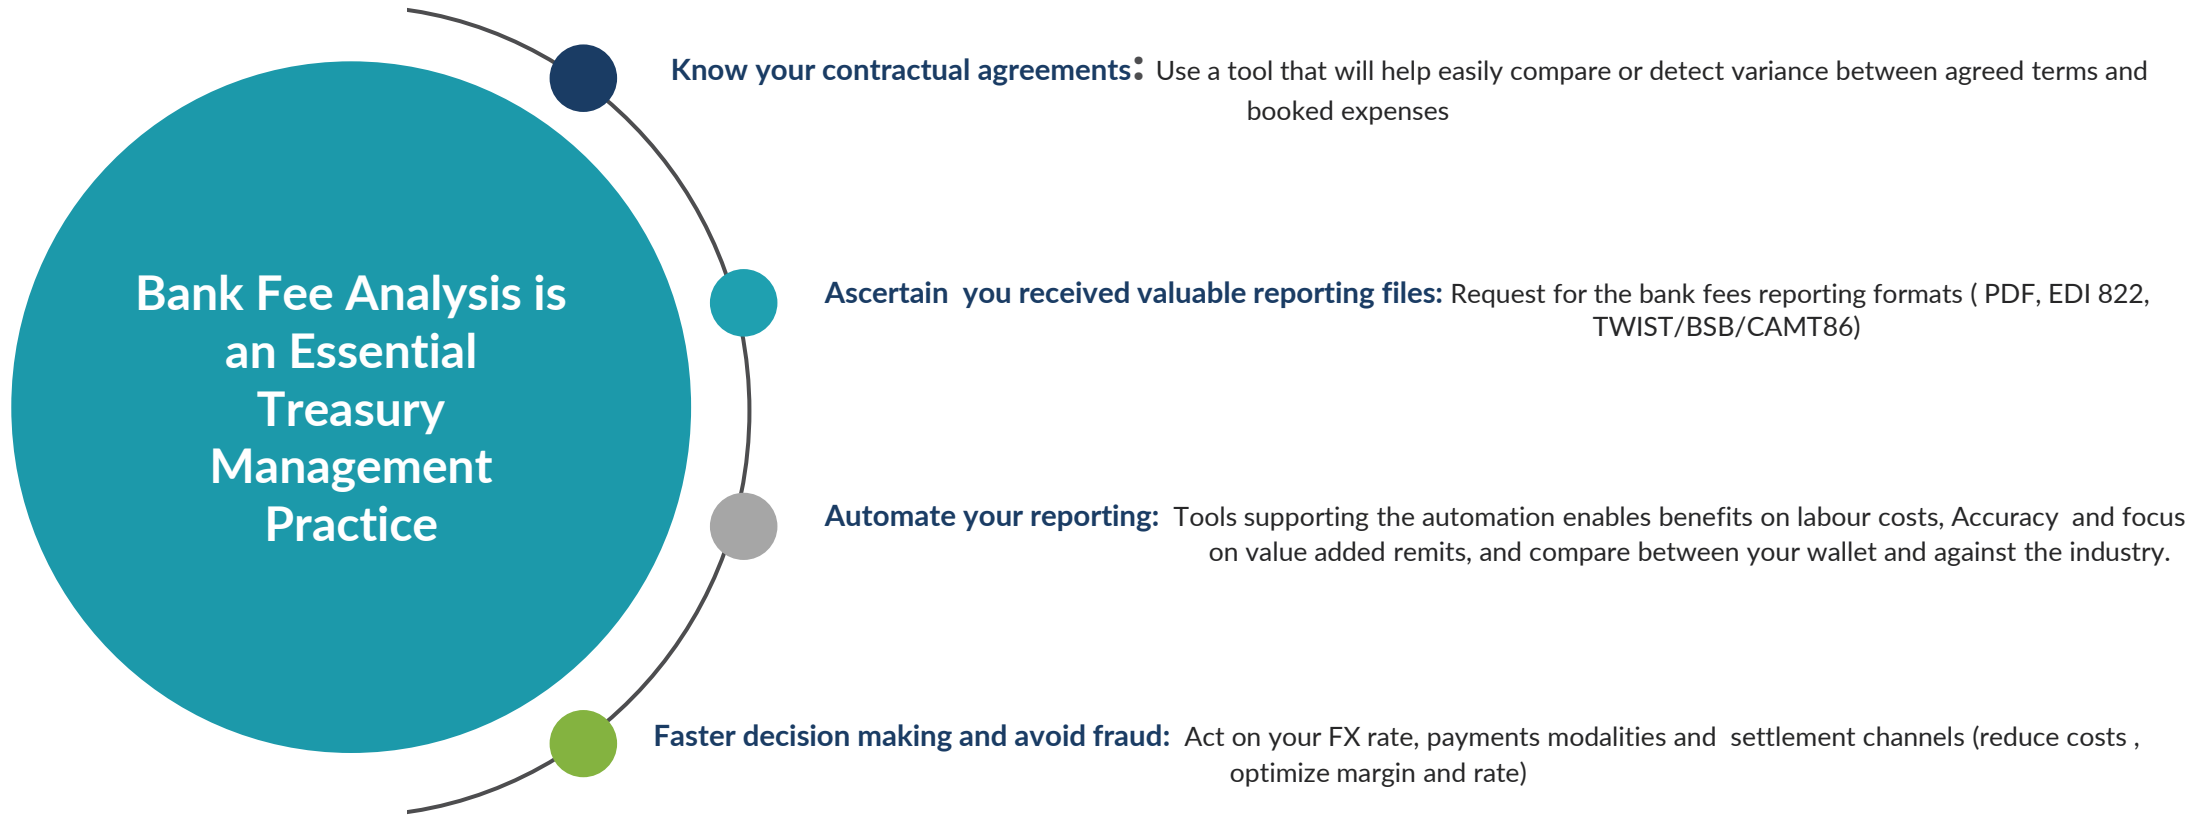 Bank Fee Analysis is
an Essential
Treasury
Management
Practice
Know your contractual agreements: Use a tool that will help easily compare or detect variance between agreed terms and
booked expenses
Ascertain  you received valuable reporting files: Request for the bank fees reporting formats ( PDF, EDI 822,
TWIST/BSB/CAMT86)
Automate your reporting:  Tools supporting the automation enables benefits on labour costs, Accuracy  and focus
on value added remits, and compare between your wallet and against the industry.
Faster decision making and avoid fraud:  Act on your FX rate, payments modalities and  settlement channels (reduce costs ,
optimize margin and rate)